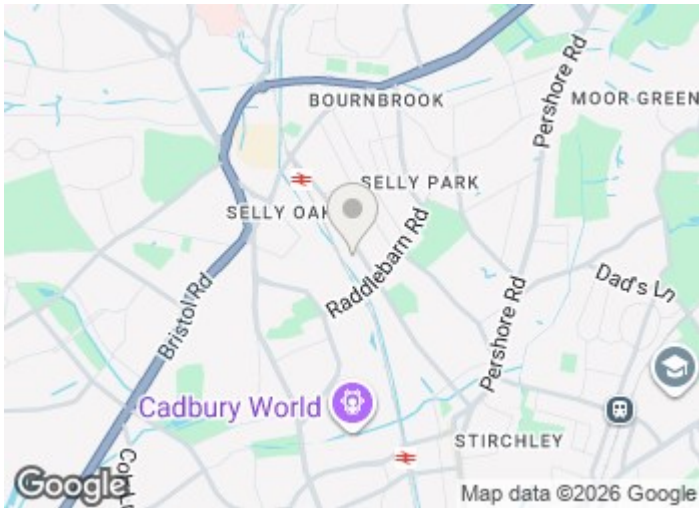 BOURNBROOK
MOOR GREEN
Pershore Rd
SELLY PARK
SELLY OAK
Raddlebarn Rd
Dad's Ln
Bristol Rd
Pershore Rd
Cadbury World
STIRCHLEY
Google
Map data ©2026 Google